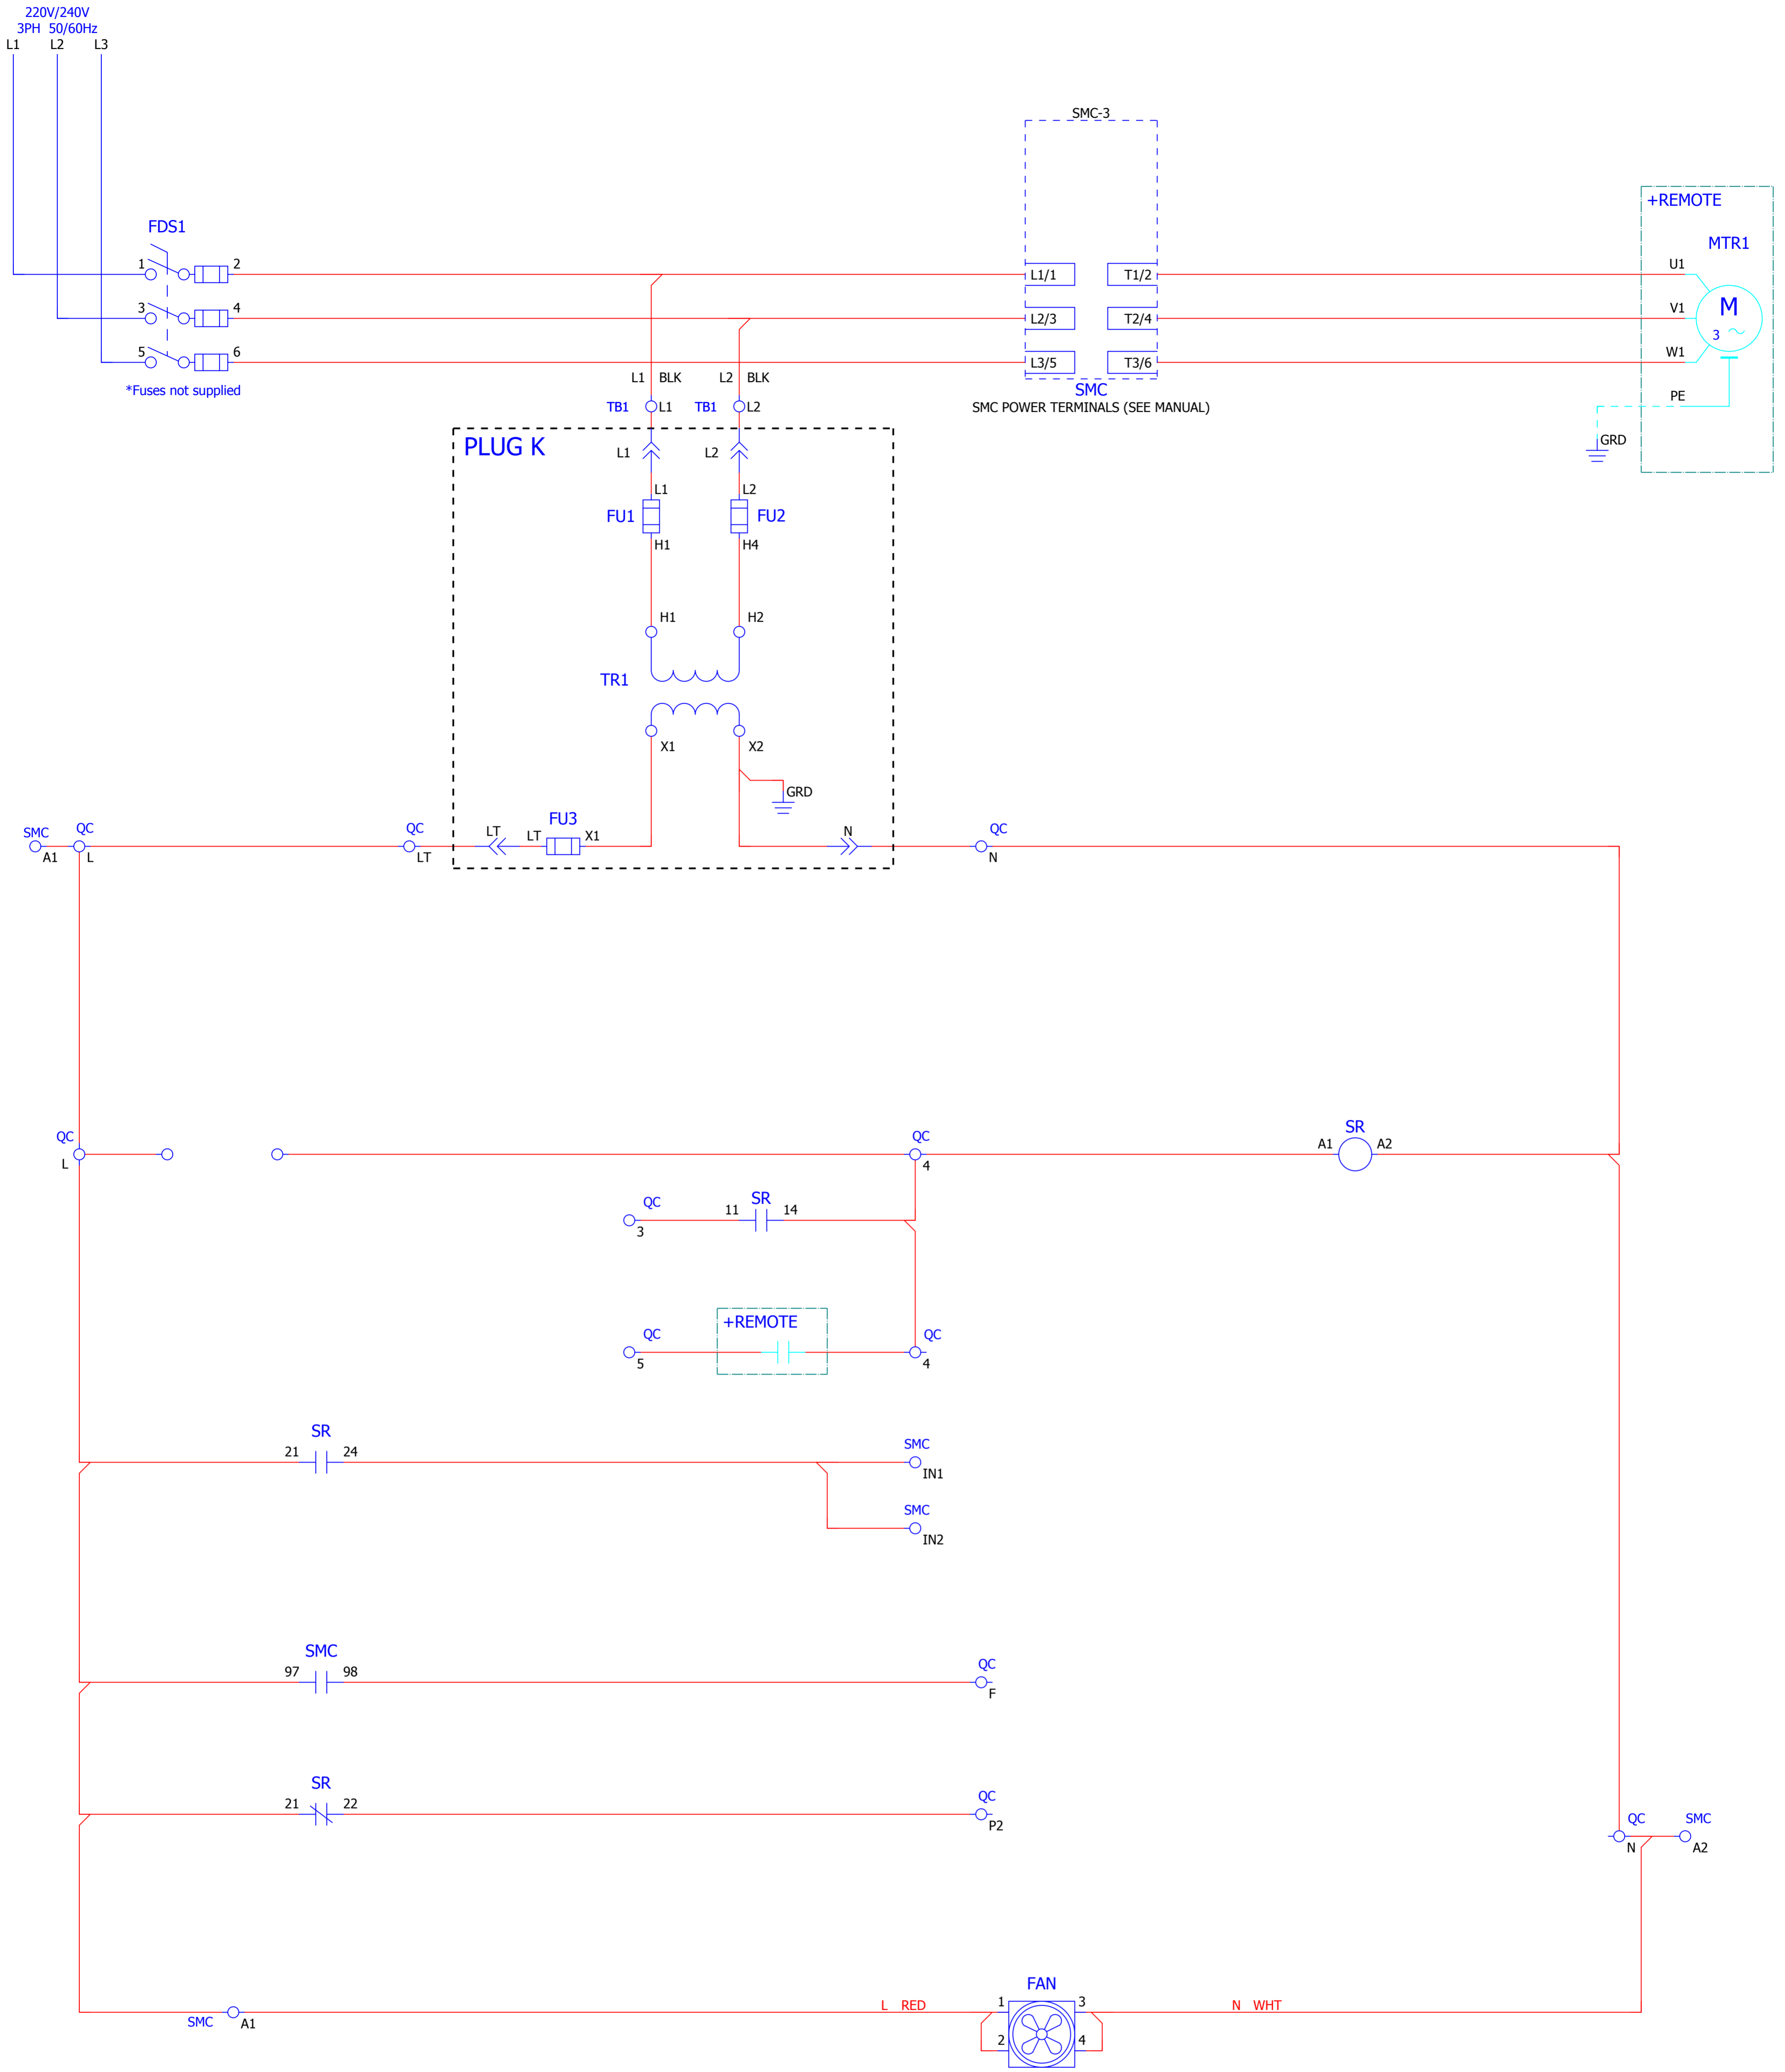 220V/240V
3PH 50/60Hz
L1 L2 L3
SMC-3
+REMOTE
MTR1
FDS1
1 2
L1/1 T1/2
U1
M
3
3 4
L2/3 T2/4
V1
5 6
L3/5 T3/6
W1
*Fuses not supplied
L1 BLK L2 BLK
SMC
SMC POWER TERMINALS (SEE MANUAL)
PE
TB1 L1 TB1 L2
GRD
PLUG K
L1 L2
L1 L2
FU1 FU2
H1 H4
H1 H2
TR1
X1 X2
GRD
SMC QC QC FU3 QC
LT LT X1 N
A1 L LT N
QC QC SR
A1 A2
L 4
QC SR
11 14
3
+REMOTE
QC QC
5 4
SR
21 24
SMC
IN1
SMC
IN2
SMC
97 98
QC
F
SR
21 22
QC
P2
QC SMC
N A2
FAN
L RED 1 3 N WHT
SMC A1
2 4